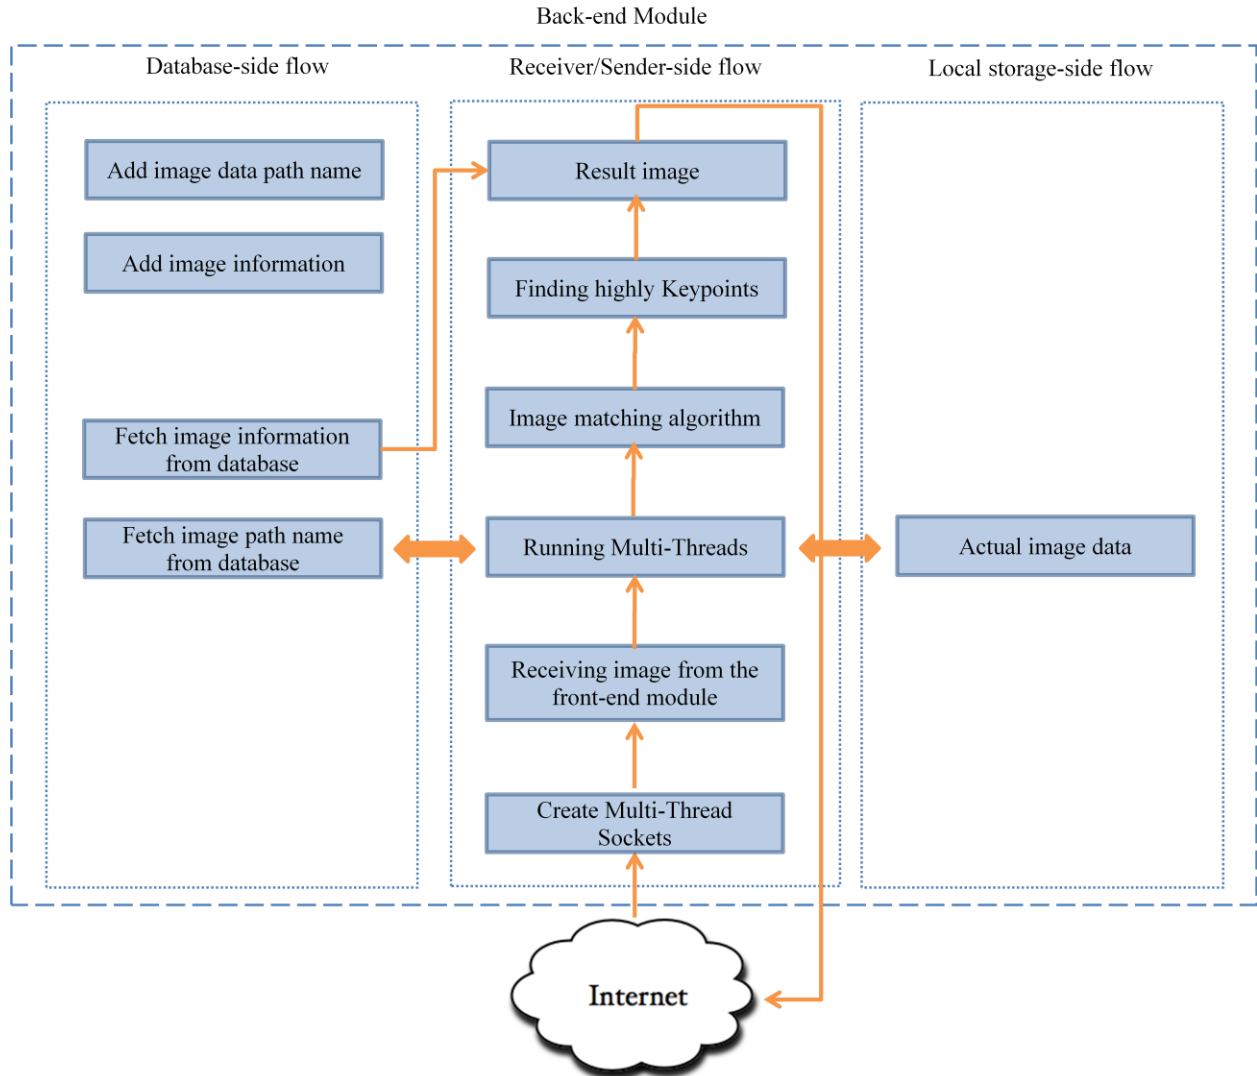 Back-end Module
Database-side flow
Receiver/Sender-side flow
Local storage-side flow
Add image data path name
Add image information
Fetch image information
from database
Fetch image path name
from database
Result image
Finding highly Keypoints
Image matching algorithm
Running Multi-Threads
Receiving image from the
front-end module
Create Multi-Thread
Sockets
Actual image data
Internet